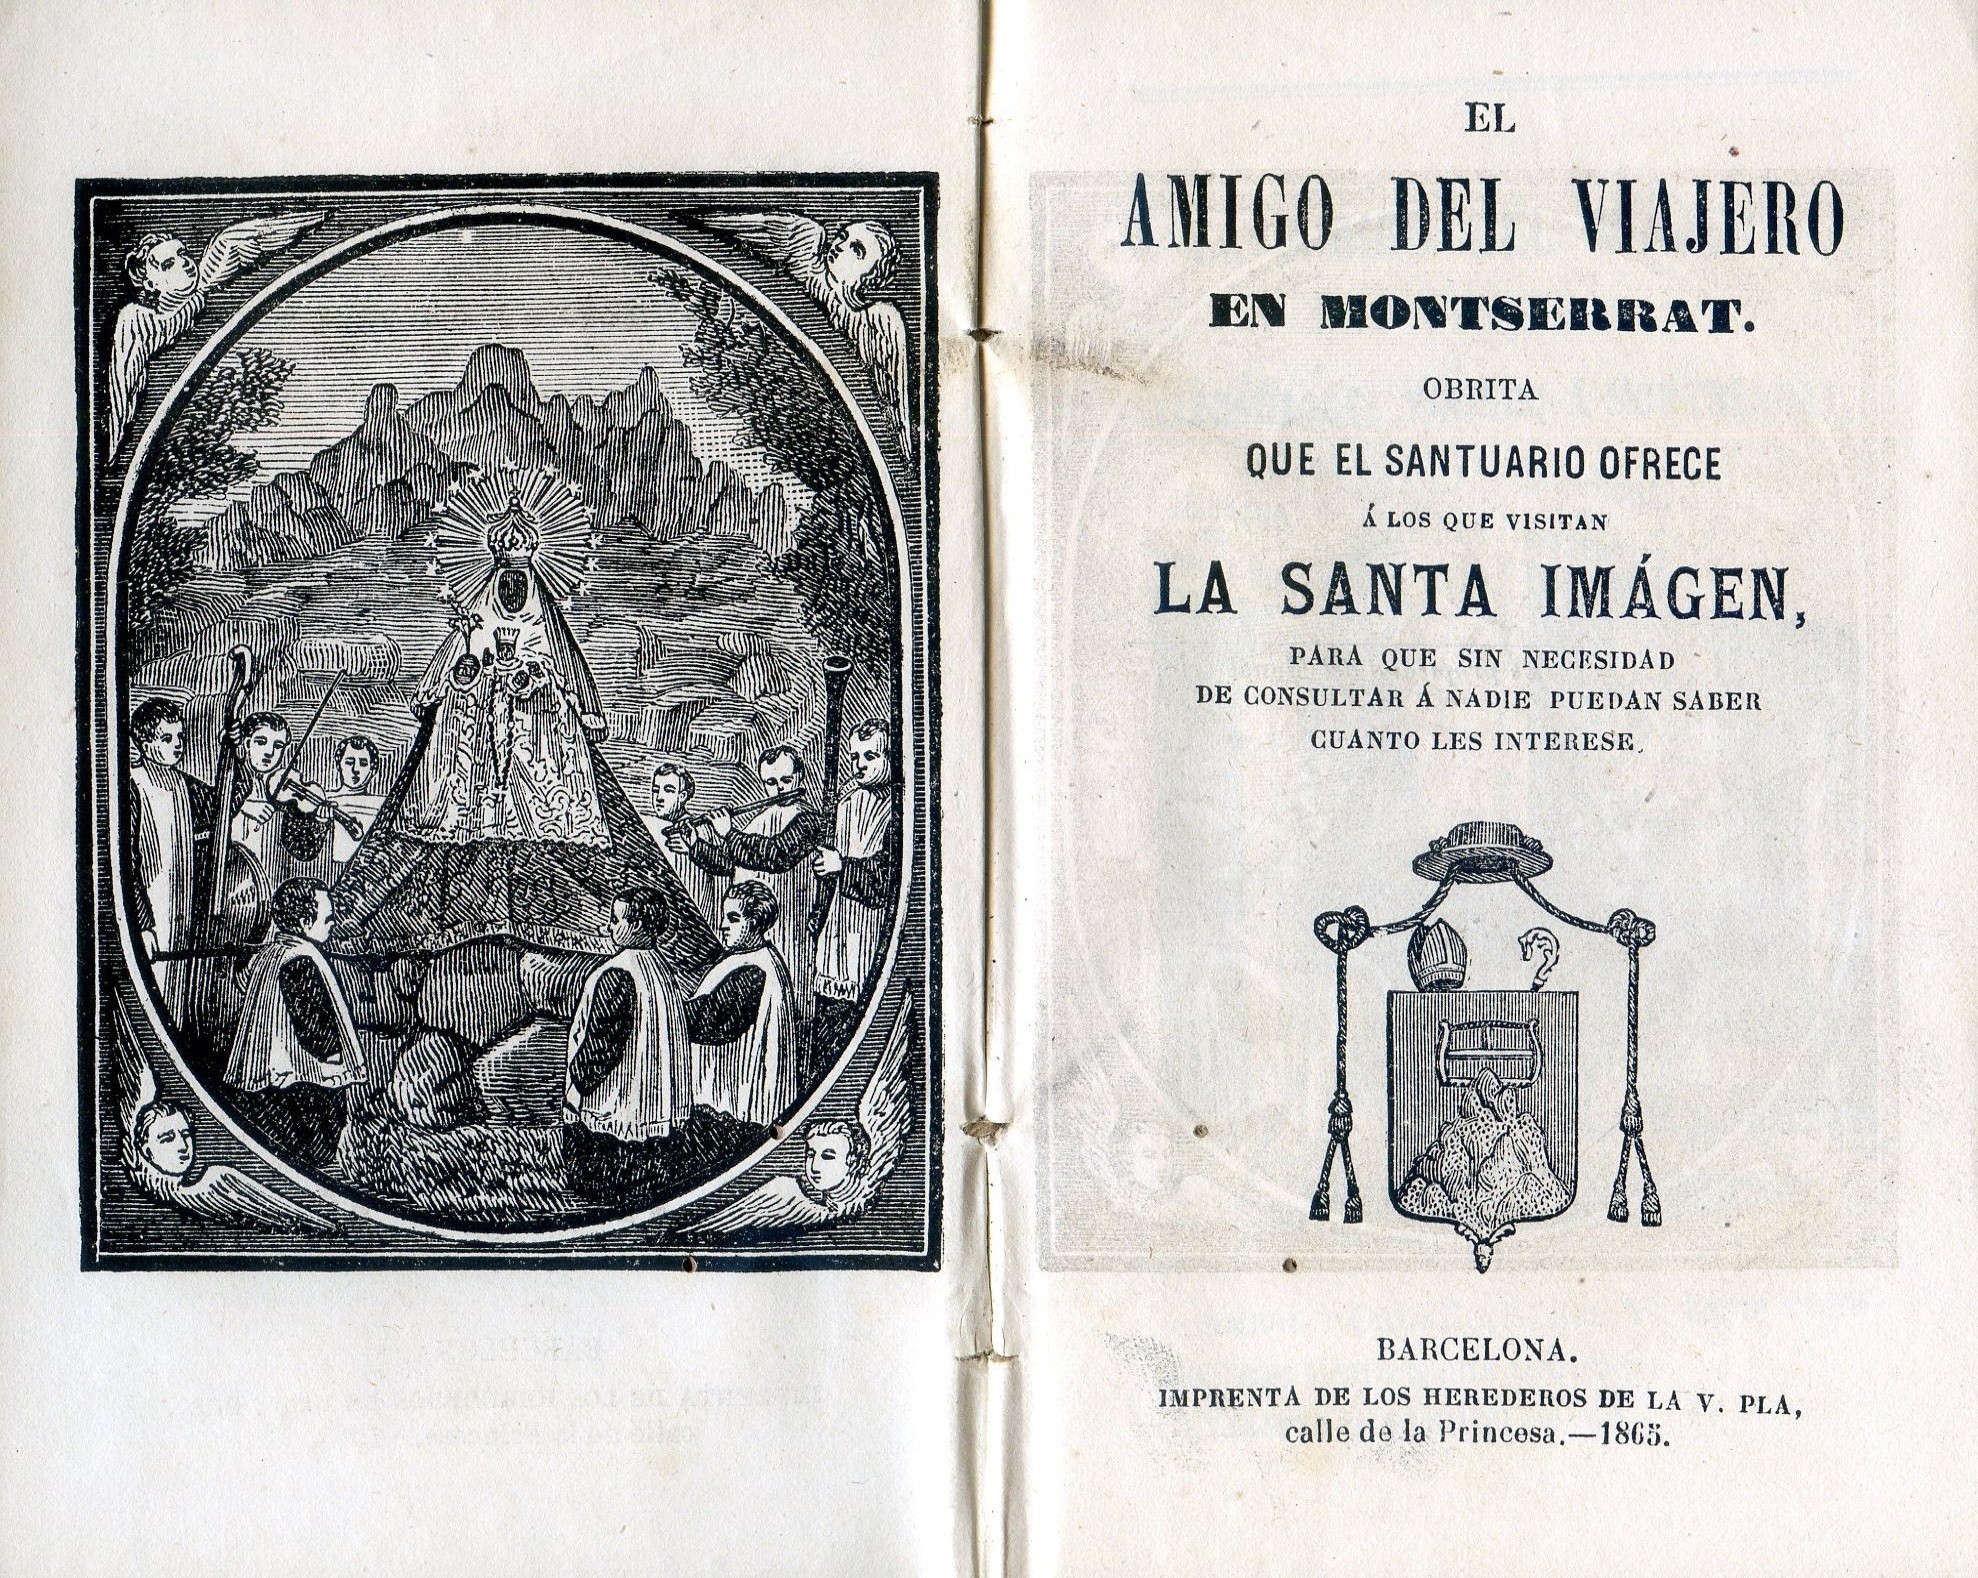 EL
AMIGO DEL VIAJERO
EN MONTSERRAT.
OBRITA
QUE EL SANTUARIO OFRECE
Á LOS QUE VISITAN
LA SANTA IMÁGEN,
PARA QUE SIN NECESIDAD
DE CONSULTAR Á NADIE PUEDAN SABER
CUANTO LES INTERESE.
BARCELONA.
IMPRENTA DE LOS HEREDEROS DE LA V. PLA,
calle de la Princesa.—1865.